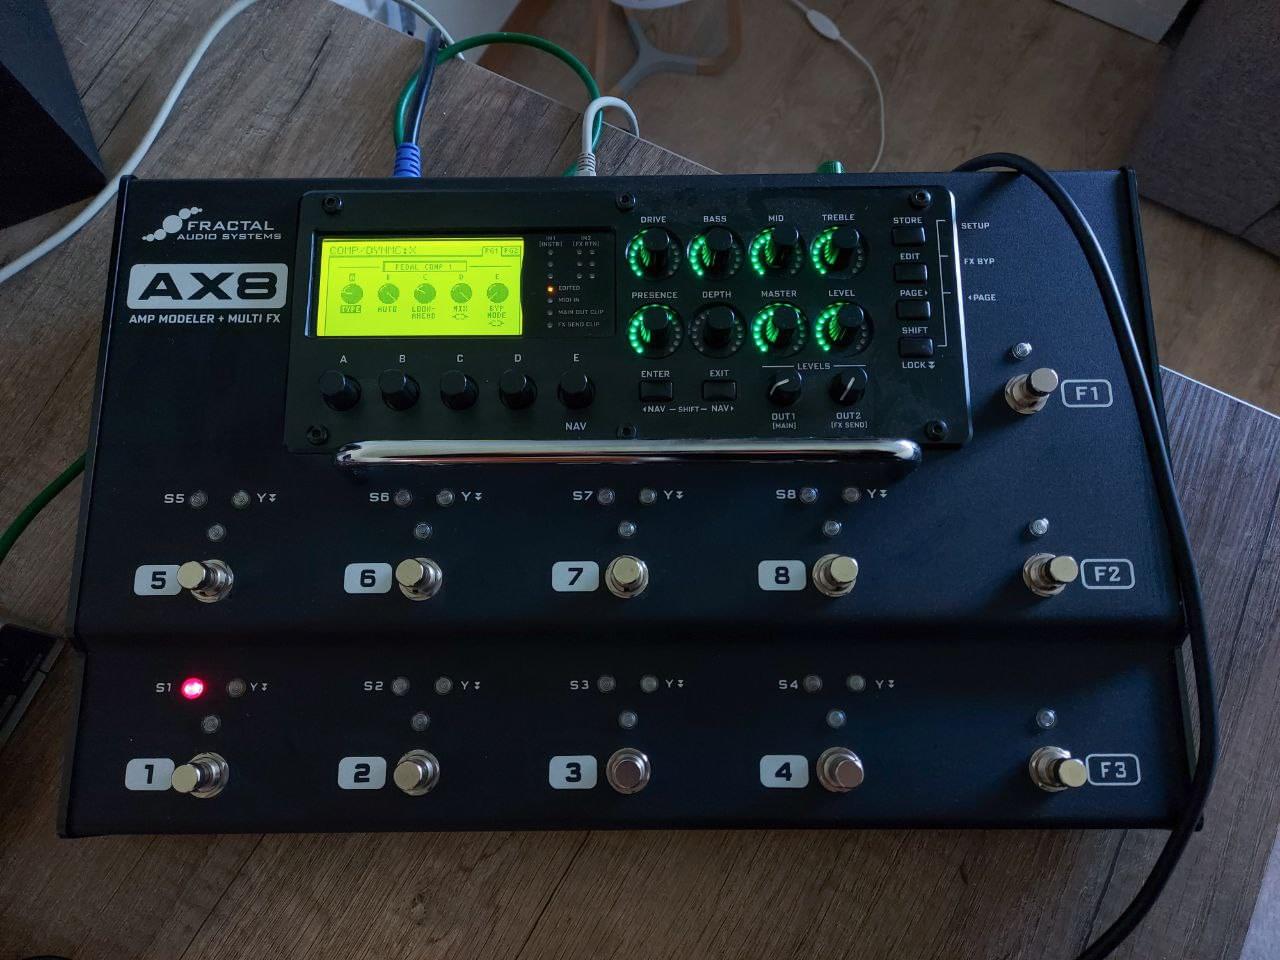 FRACTAL
AUDIO SYSTEMS
AX8
AMP MODELER + MULTI FX
COMP/DYNMC:X
PG1 PG2
PEDAL COMP 1
A B C D E
TYPE AUTO LOOK-AHEAD MIX BYP MODE
IN1 [INSTR]
IN2 [FX RTN]
EDITED
MIDI IN
MAIN OUT CLIP
FX SEND CLIP
A B C D E
NAV
DRIVE BASS MID TREBLE
PRESENCE DEPTH MASTER LEVEL
ENTER EXIT
LEVELS
◂NAV — SHIFT — NAV▸
OUT1 [MAIN]
OUT2 [FX SEND]
STORE
SETUP
EDIT
FX BYP
PAGE▸
◂PAGE
SHIFT
LOCK
F1
S5 Y
S6 Y
S7 Y
S8 Y
5
6
7
8
F2
S1 Y
S2 Y
S3 Y
S4 Y
1
2
3
4
F3